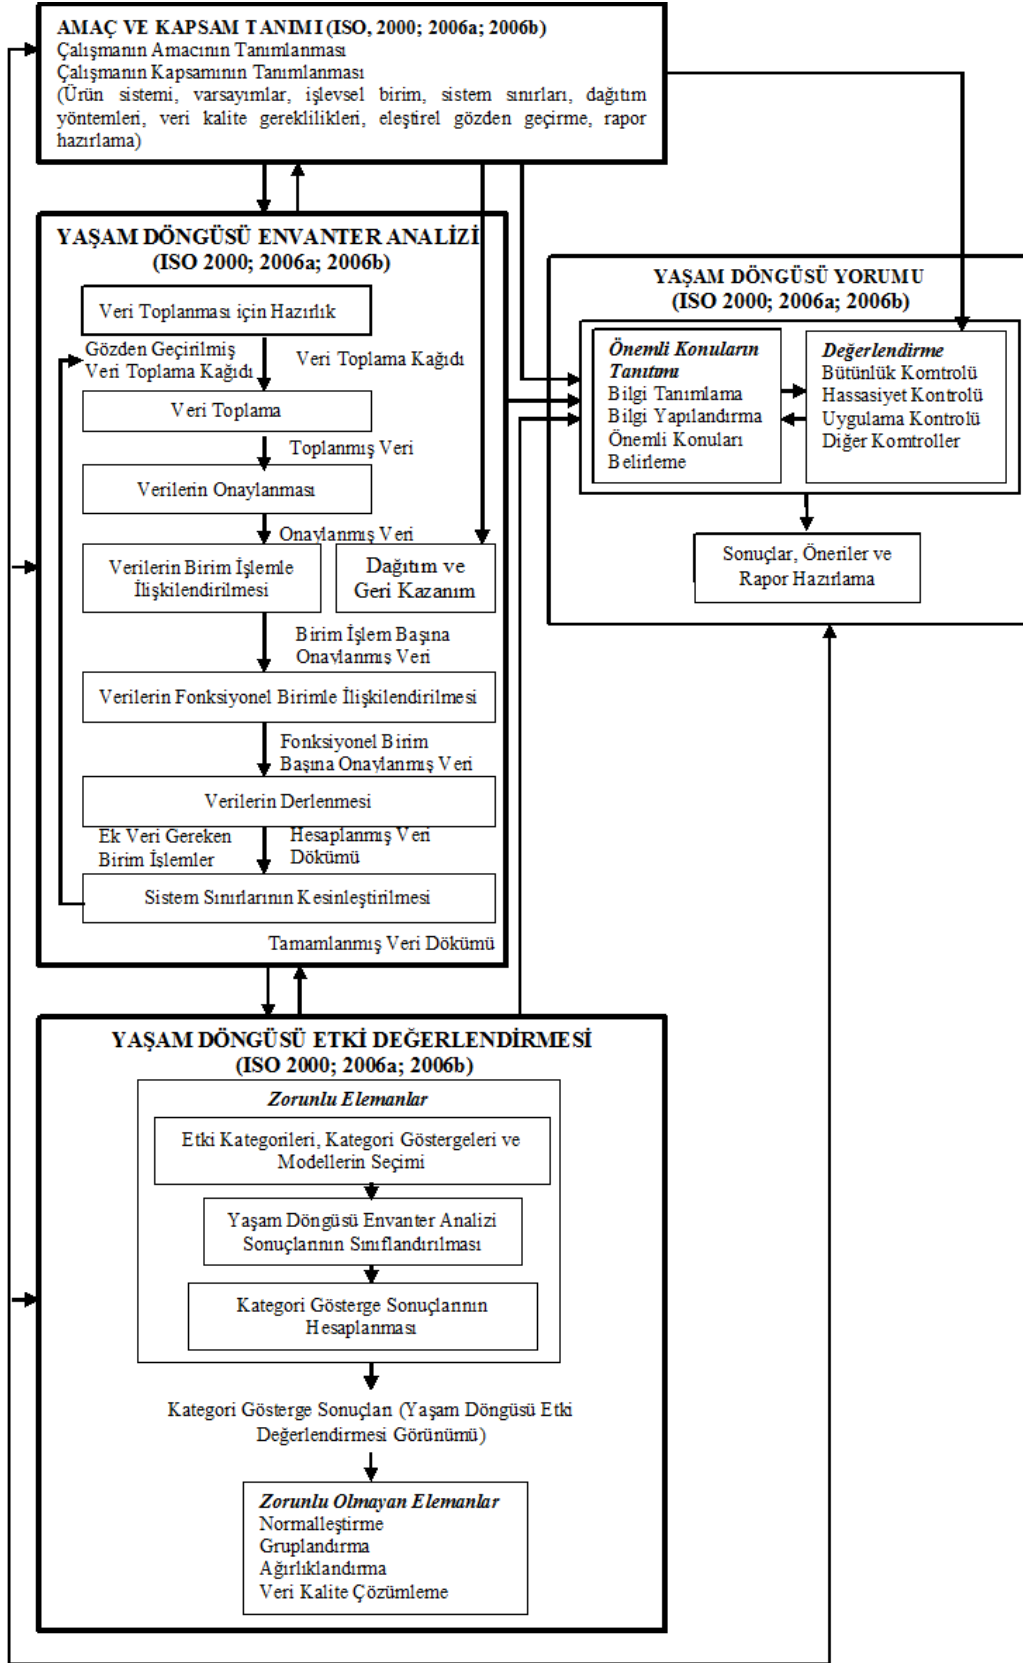 AMAÇ VE KAPSAM TANIMI (ISO, 2000; 2006a; 2006b)
Çalışmanın Amacının Tanımlanması
Çalışmanın Kapsamının Tanımlanması
(Ürün sistemi, varsayımlar, işlevsel birim, sistem sınırları, dağıtım
yöntemleri, veri kalite gereklilikleri, eleştirel gözden geçirme, rapor
hazırlama)
YAŞAM DÖNGÜSÜ ENVANTER ANALİZİ
(ISO 2000; 2006a; 2006b)
Veri Toplanması için Hazırlık
Gözden Geçirilmiş
Veri Toplama Kağıdı
Veri Toplama Kağıdı
Veri Toplama
Toplanmış Veri
Verilerin Onaylanması
Onaylanmış Veri
Verilerin Birim İşlemle
İlişkilendirilmesi
Dağıtım ve
Geri Kazanım
Birim İşlem Başına
Onaylanmış Veri
Verilerin Fonksiyonel Birimle İlişkilendirilmesi
Fonksiyonel Birim
Başına Onaylanmış Veri
Verilerin Derlenmesi
Ek Veri Gereken
Birim İşlemler
Hesaplanmış Veri
Dökümü
Sistem Sınırlarının Kesinleştirilmesi
Tamamlanmış Veri Dökümü
YAŞAM DÖNGÜSÜ YORUMU
(ISO 2000; 2006a; 2006b)
Önemli Konuların
Tanıtımı
Bilgi Tanımlama
Bilgi Yapılandırma
Önemli Konuları
Belirleme
Değerlendirme
Bütünlük Komtrolü
Hassasiyet Kontrolü
Uygulama Kontrolü
Diğer Komtroller
Sonuçlar, Öneriler ve
Rapor Hazırlama
YAŞAM DÖNGÜSÜ ETKİ DEĞERLENDİRMESİ
(ISO 2000; 2006a; 2006b)
Zorunlu Elemanlar
Etki Kategorileri, Kategori Göstergeleri ve
Modellerin Seçimi
Yaşam Döngüsü Envanter Analizi
Sonuçlarının Sınıflandırılması
Kategori Gösterge Sonuçlarının
Hesaplanması
Kategori Gösterge Sonuçları (Yaşam Döngüsü Etki
Değerlendirmesi Görünümü)
Zorunlu Olmayan Elemanlar
Normalleştirme
Gruplandırma
Ağırlıklandırma
Veri Kalite Çözümleme